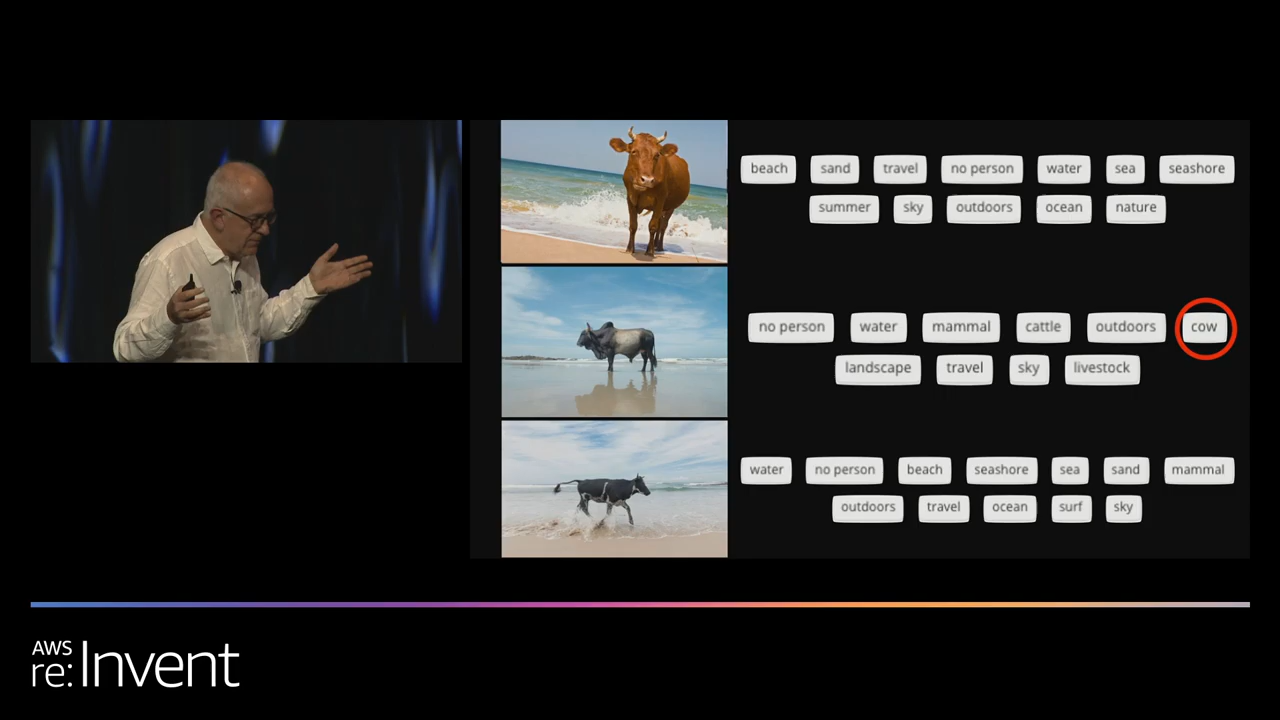 beach sand travel no person water sea seashore
summer sky outdoors ocean nature
no person water mammal cattle outdoors cow
landscape travel sky livestock
water no person beach seashore sea sand mammal
outdoors travel ocean surf sky
AWS
re:Invent